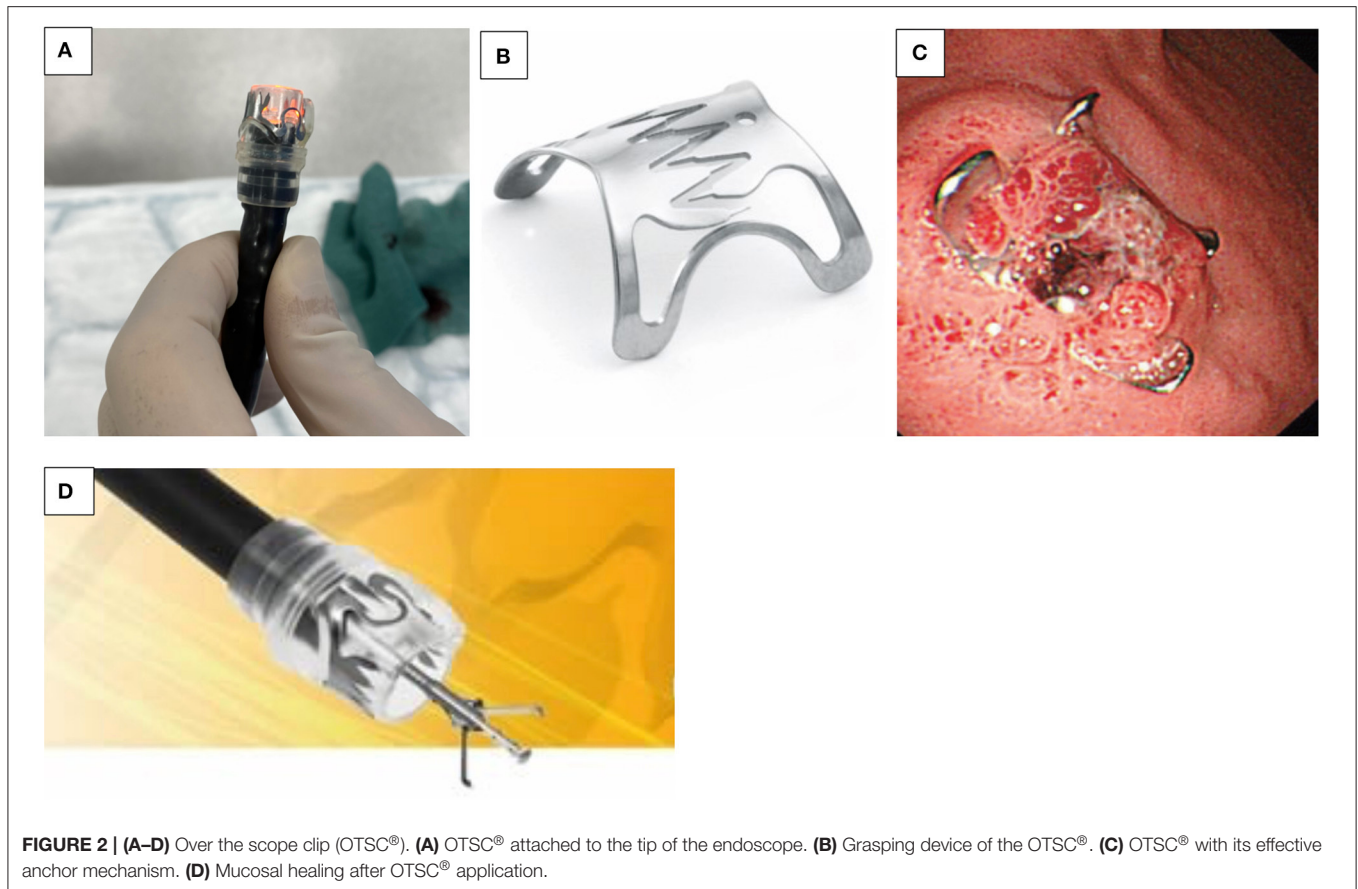 A
B
C
D
FIGURE 2 | (A–D) Over the scope clip (OTSC®). (A) OTSC® attached to the tip of the endoscope. (B) Grasping device of the OTSC®. (C) OTSC® with its effective
anchor mechanism. (D) Mucosal healing after OTSC® application.